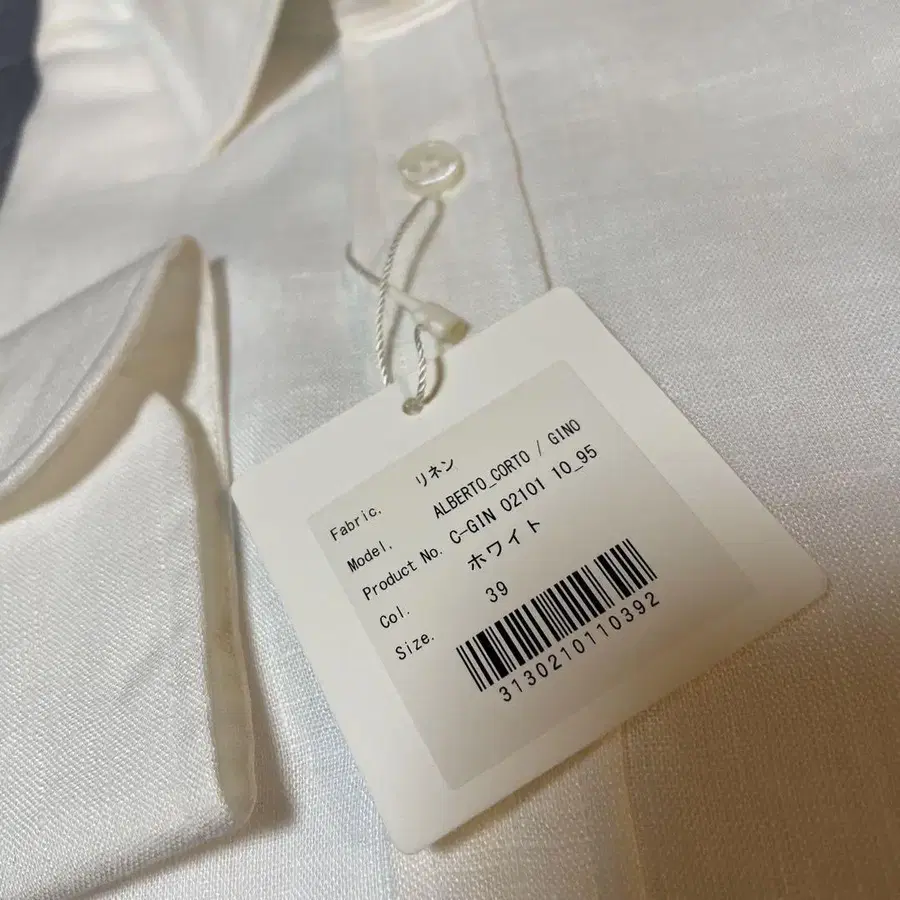 Fabric. リネン
Model. ALBERTO_CORTO / GINO
Product No. C-GIN 02101 10_95
Col. ホワイト
Size. 39
3130210110392